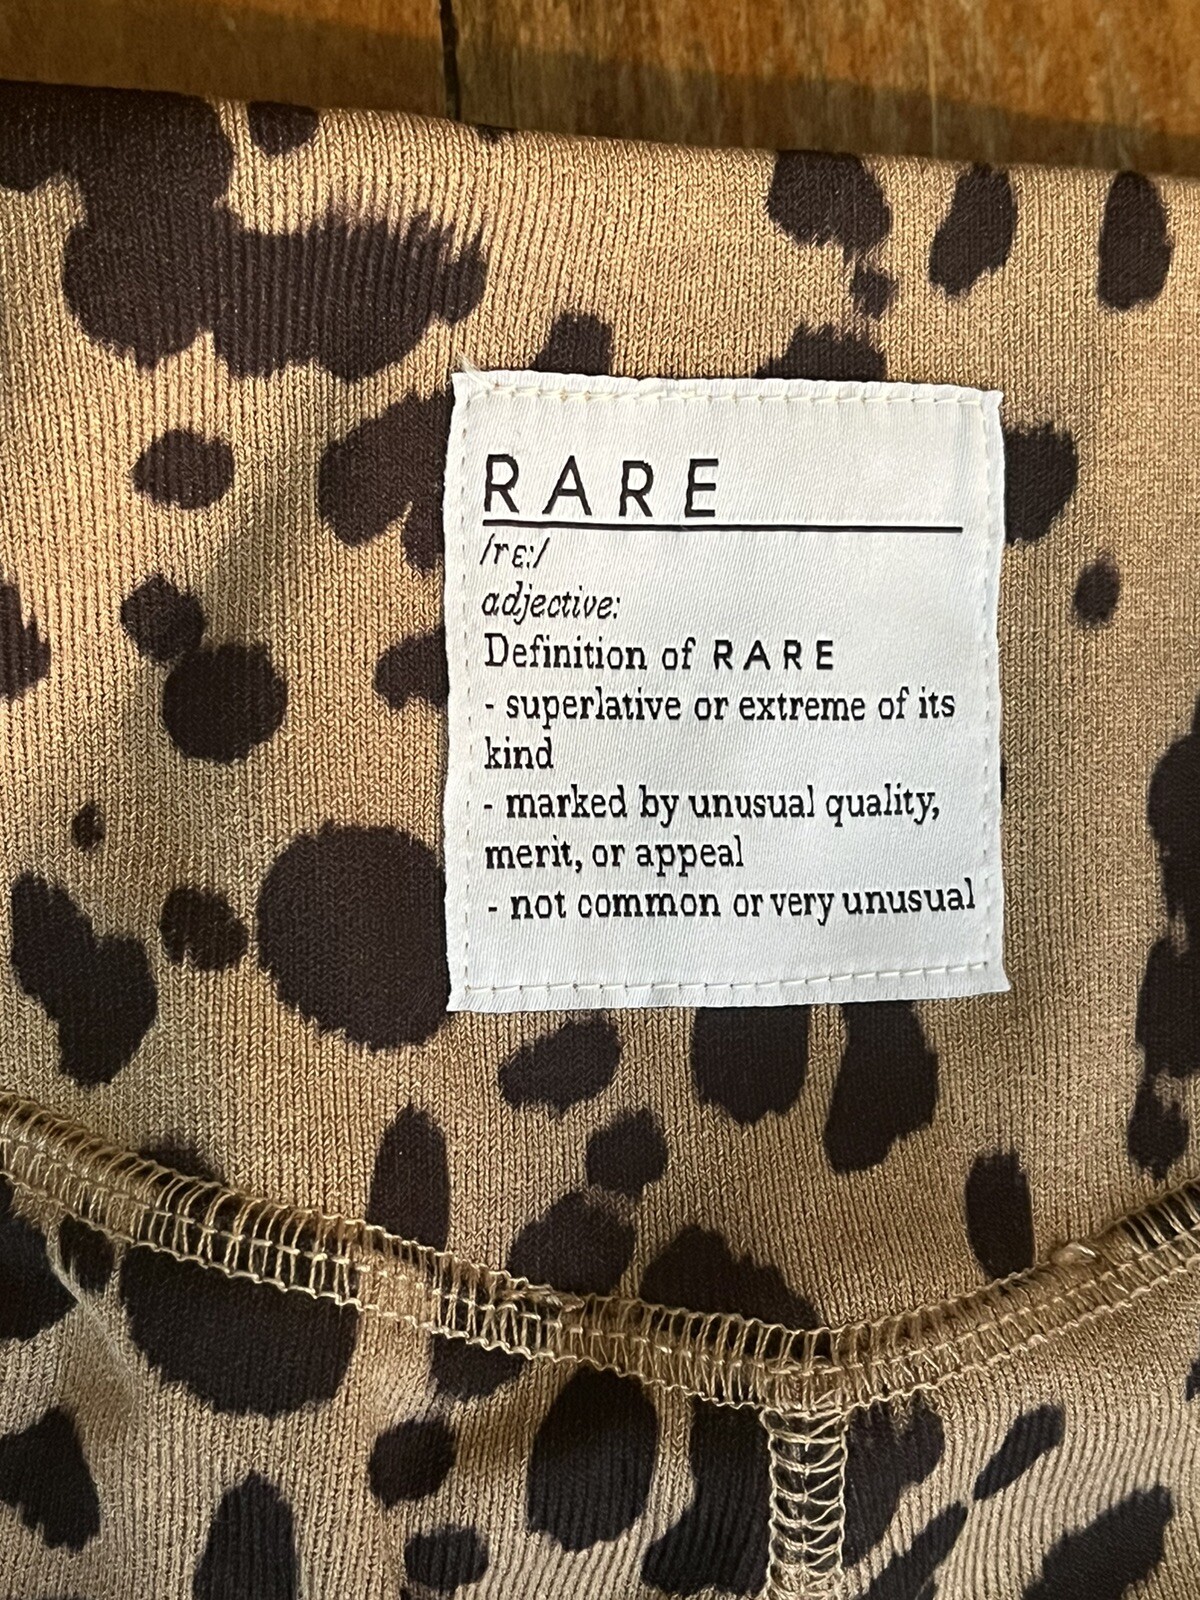 RARE
/rɛ:/
adjective:
Definition of RARE
- superlative or extreme of its
kind
- marked by unusual quality,
merit, or appeal
- not common or very unusual